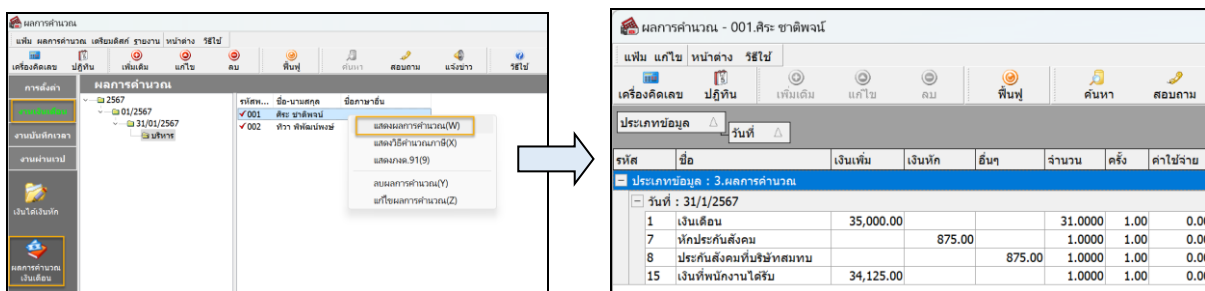 ผลการคำนวณ
แฟ้ม ผลการคำนวณ เตรียมดิสก์ รายงาน หน้าต่าง วิธีใช้
เครื่องคิดเลข ปฏิทิน เพิ่มเติม แก้ไข ลบ ฟื้นฟู ค้นหา สอบถาม แจ้งข่าว วิธีใช้
การตั้งค่า
งานเงินเดือน
งานบันทึกเวลา
งานผ่านเวป
เงินได้เงินหัก
ผลการคำนวณ
เงินเดือน
ผลการคำนวณ
2567
01/2567
31/01/2567
บริหาร
รหัสพ... ชื่อ-นามสกุล ชื่อภาษาอื่น
001 ศิระ ชาติพจน์
002 ทิวา พิพัฒน์พงษ์
แสดงผลการคำนวณ(W)
แสดงวิธีคำนวณภาษี(X)
แสดงภงด.91(9)
ลบผลการคำนวณ(Y)
แก้ไขผลการคำนวณ(Z)
ผลการคำนวณ - 001.ศิระ ชาติพจน์
แฟ้ม แก้ไข หน้าต่าง วิธีใช้
เครื่องคิดเลข ปฏิทิน เพิ่มเติม แก้ไข ลบ ฟื้นฟู ค้นหา สอบถาม
ประเภทข้อมูล
วันที่
รหัส ชื่อ เงินเพิ่ม เงินหัก อื่นๆ จำนวน ครั้ง ค่าใช้จ่าย
ประเภทข้อมูล : 3.ผลการคำนวณ
วันที่ : 31/1/2567
1 เงินเดือน 35,000.00 31.0000 1.00 0.00
7 หักประกันสังคม 875.00 1.0000 1.00 0.00
8 ประกันสังคมที่บริษัทสมทบ 875.00 1.0000 1.00 0.00
15 เงินที่พนักงานได้รับ 34,125.00 1.0000 1.00 0.00